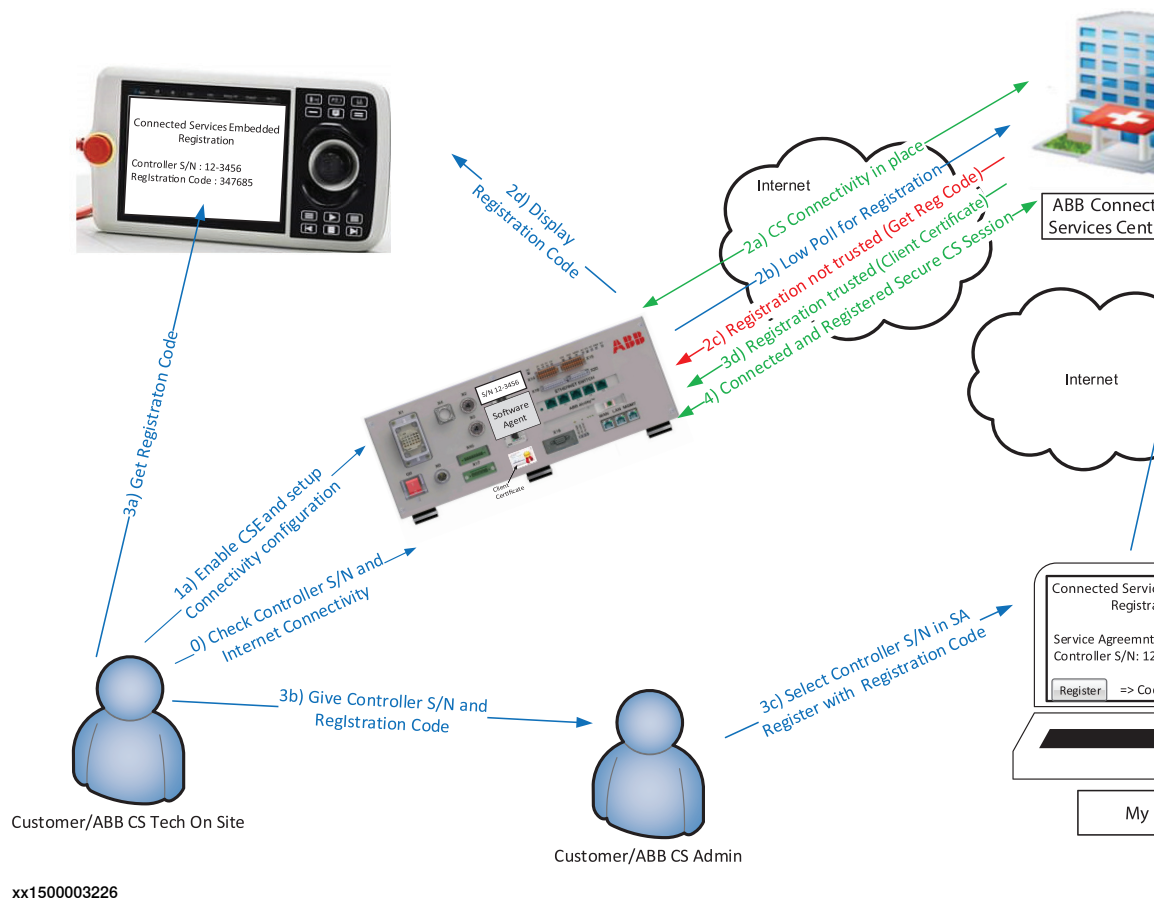 Connected Services Embedded
Registration
Controller S/N : 12-3456
RegIstration Code : 347685
2d) Display
Registration Code
Internet
2a) CS Connectivity in place
2b) Low Poll for Registration
2c) Registration not trusted (Get Reg Code)
3d) Registration trusted (Client Certificate)
4) Connected and Registered Secure CS Session
ABB Connect
Services Cent
Internet
ABB
S/N 12-3456
Software
Agent
ETHERNET SWITCH
Client
Certificate
3a) Get Registraton Code
1a) Enable CSE and setup
Connectivity configuration
0) Check Controller S/N and
Internet Connectivity
3b) Give Controller S/N and
RegIstration Code
3c) Select Controller S/N in SA
Register with Registration Code
Connected Servic
Registra
Service Agreemnt
Controller S/N: 12
Register => Co
My
Customer/ABB CS Tech On Site
Customer/ABB CS Admin
xx1500003226